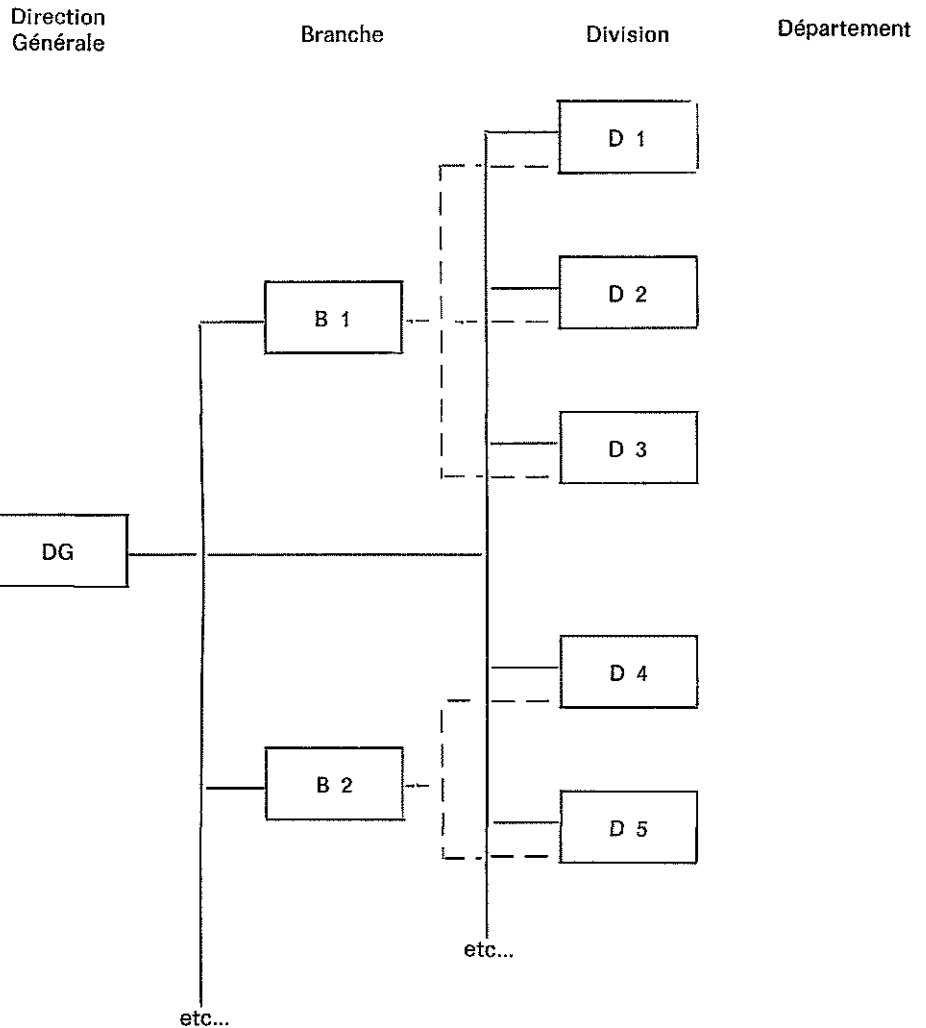 Direction
Générale
Branche
Division
Département
D 1
D 2
B 1
D 3
DG
D 4
B 2
D 5
etc...
etc...